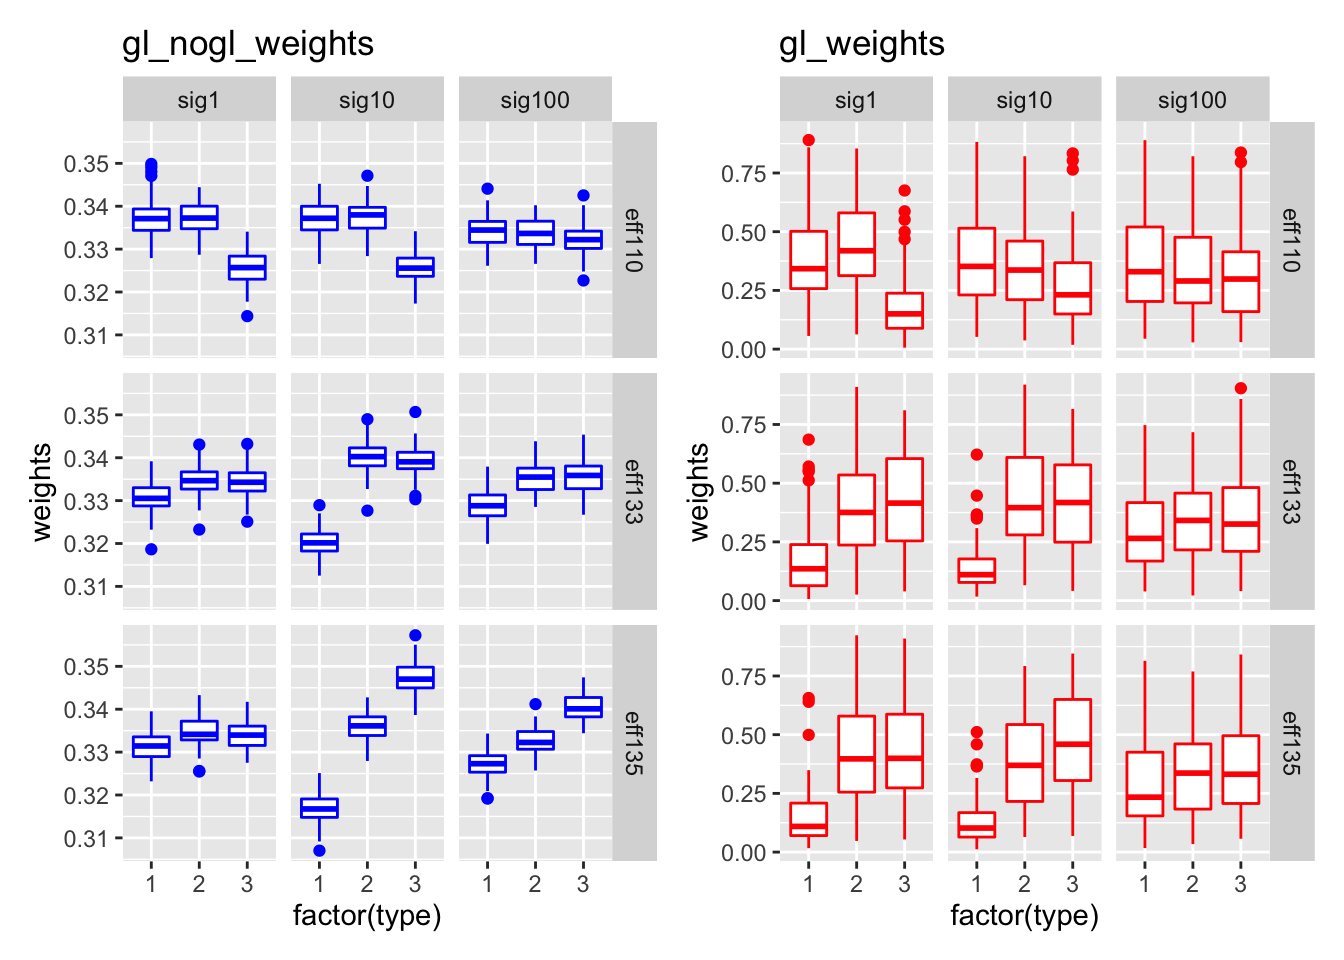 gl_nogl_weights
sig1 sig10 sig100
0.35
0.34
0.33
0.32
0.31
eff110
0.35
0.34
0.33
0.32
0.31
eff133
0.35
0.34
0.33
0.32
0.31
eff135
weights
1 2 3 1 2 3 1 2 3
factor(type)
gl_weights
sig1 sig10 sig100
0.75
0.50
0.25
0.00
eff110
0.75
0.50
0.25
0.00
eff133
0.75
0.50
0.25
0.00
eff135
weights
1 2 3 1 2 3 1 2 3
factor(type)